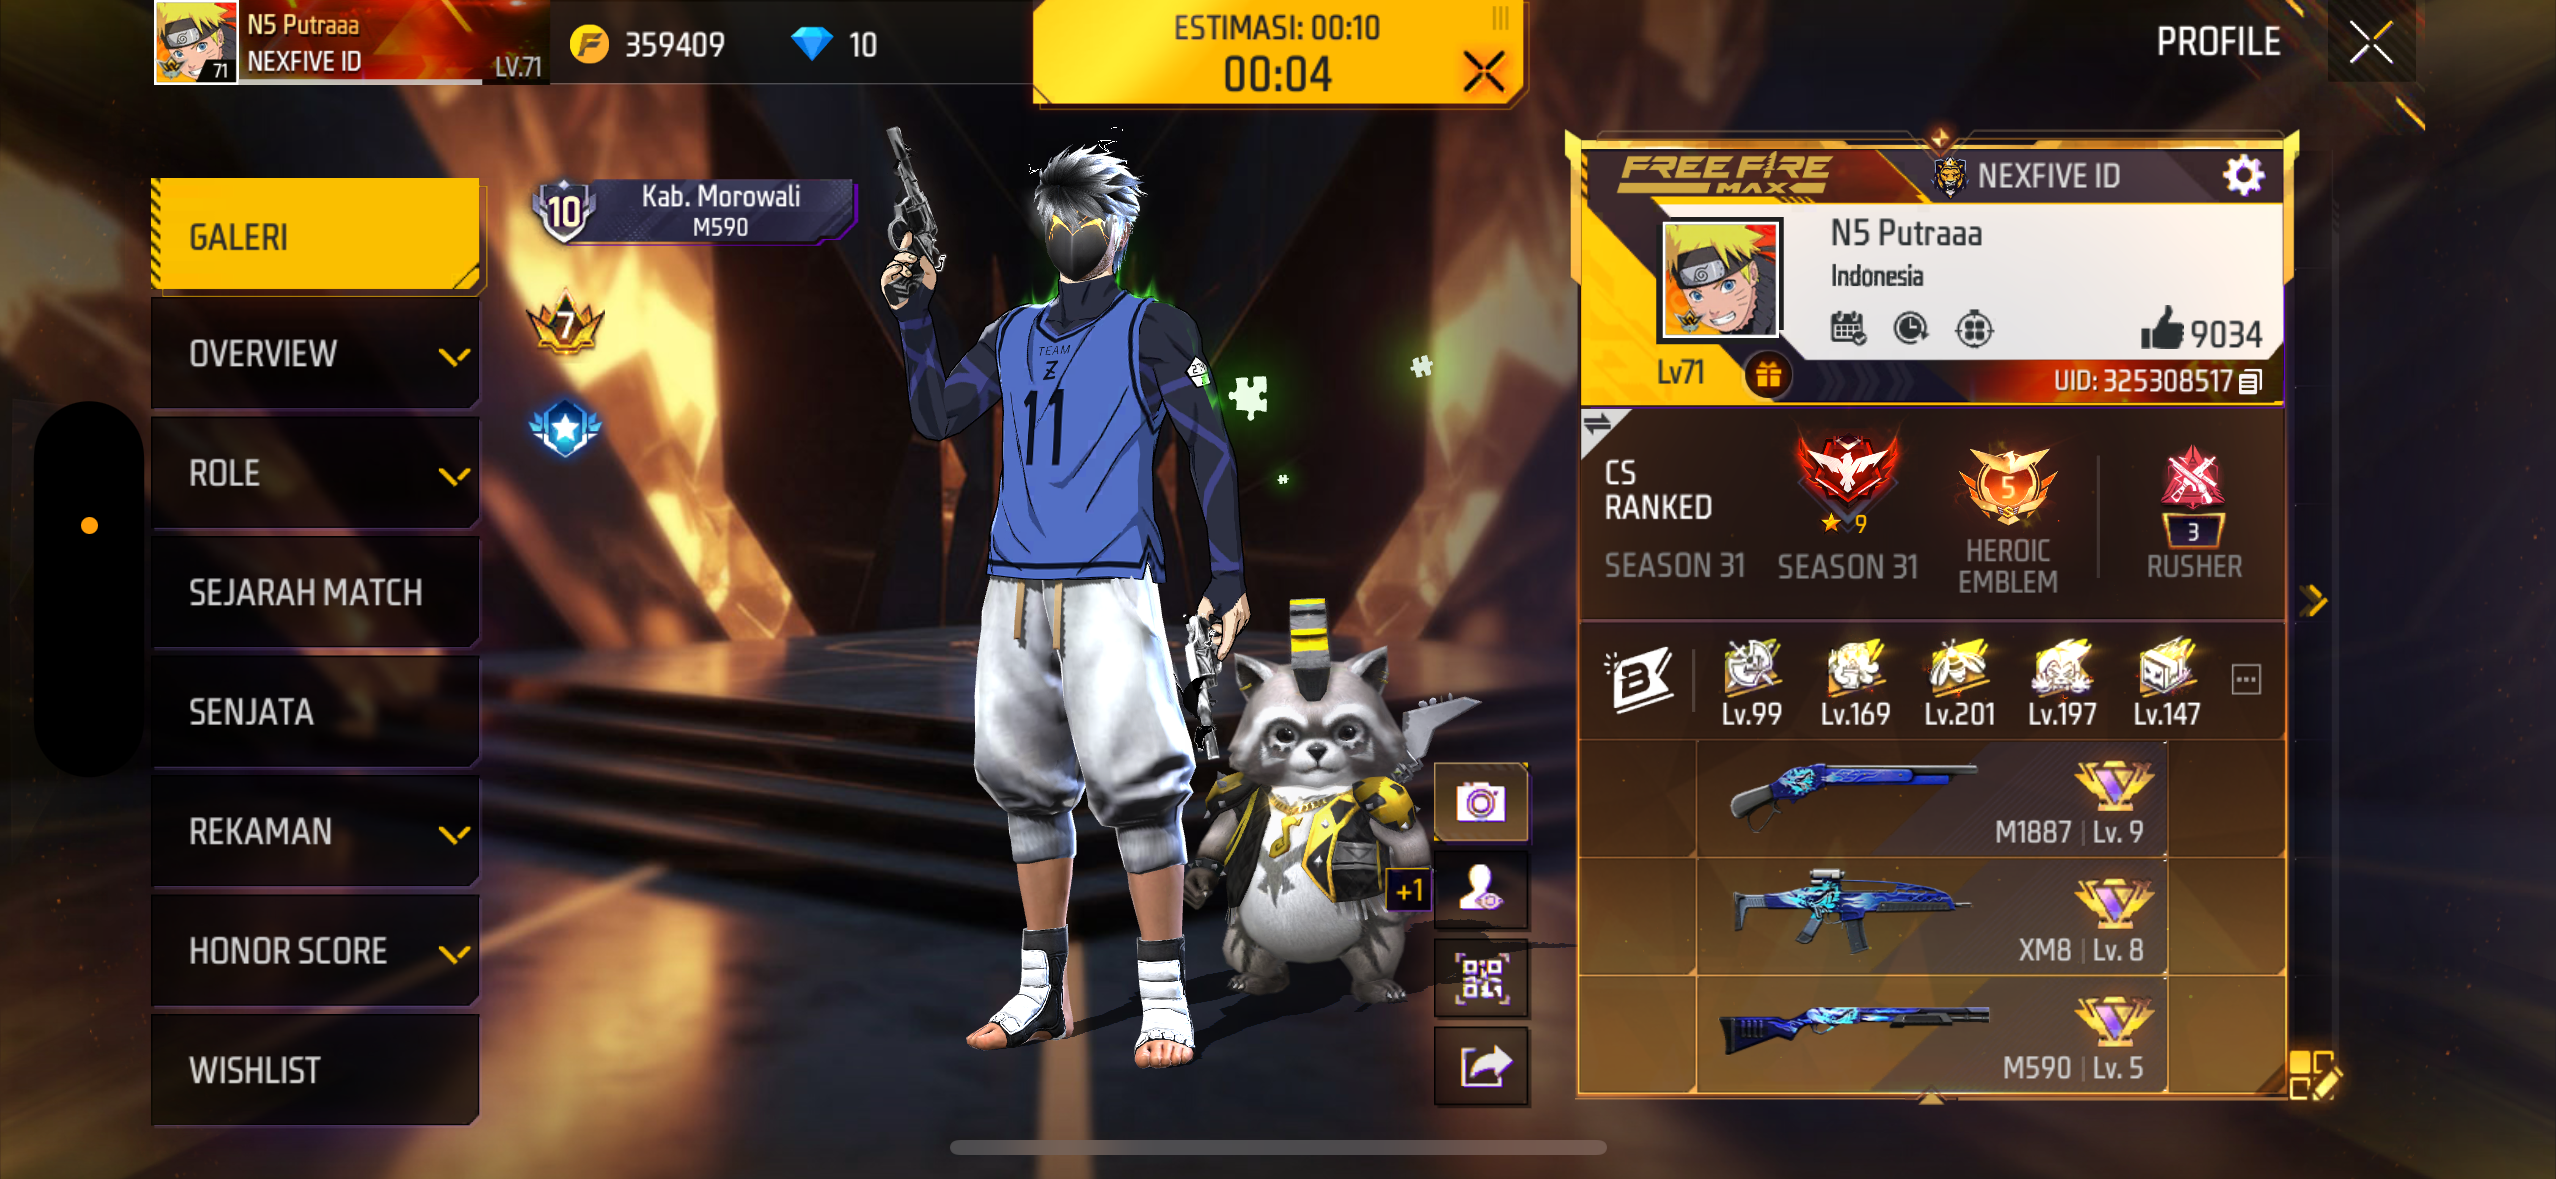 N5 Putraaa
NEXFIVE ID
71
LV.71
359409
10
ESTIMASI: 00:10
00:04
PROFILE
GALERI
OVERVIEW
ROLE
SEJARAH MATCH
SENJATA
REKAMAN
HONOR SCORE
WISHLIST
10
Kab. Morowali
M590
7
TEAM
Z
11
+1
FREE FIRE
MAX
NEXFIVE ID
N5 Putraaa
Indonesia
9034
Lv71
UID: 325308517
CS
RANKED
SEASON 31
9
SEASON 31
5
HEROIC
EMBLEM
3
RUSHER
B
Lv.99
Lv.169
Lv.201
Lv.197
Lv.147
M1887 | Lv. 9
XM8 | Lv. 8
M590 | Lv. 5